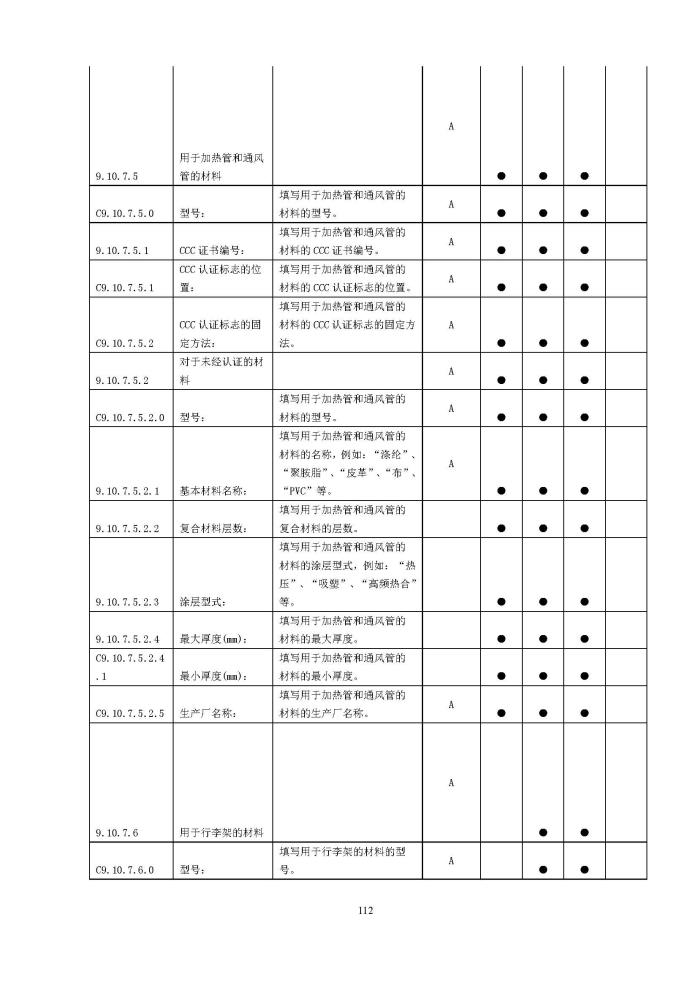 A
用于加热管和通风
9.10.7.5 管的材料 ● ● ●
填写用于加热管和通风管的
A
C9.10.7.5.0 型号： 材料的型号。 ● ● ●
填写用于加热管和通风管的
A
9.10.7.5.1 CCC 证书编号： 材料的 CCC 证书编号。 ● ● ●
CCC 认证标志的位 填写用于加热管和通风管的
A
C9.10.7.5.1 置： 材料的 CCC 认证标志的位置。 ● ● ●
填写用于加热管和通风管的
CCC 认证标志的固 材料的 CCC 认证标志的固定方 A
C9.10.7.5.2 定方法： 法。 ● ● ●
对于未经认证的材
A
9.10.7.5.2 料 ● ● ●
填写用于加热管和通风管的
A
C9.10.7.5.2.0 型号： 材料的型号。 ● ● ●
填写用于加热管和通风管的
材料的名称，例如：“涤纶”、
A
“聚胺脂”、“皮革”、“布”、
9.10.7.5.2.1 基本材料名称： “PVC”等。 ● ● ●
填写用于加热管和通风管的
9.10.7.5.2.2 复合材料层数： 复合材料的层数。 ● ● ●
填写用于加热管和通风管的
材料的涂层型式，例如：“热
压”、“吸塑”、“高频热合”
9.10.7.5.2.3 涂层型式： 等。 ● ● ●
填写用于加热管和通风管的
9.10.7.5.2.4 最大厚度(mm)： 材料的最大厚度。 ● ● ●
C9.10.7.5.2.4 填写用于加热管和通风管的
.1 最小厚度(mm)： 材料的最小厚度。 ● ● ●
填写用于加热管和通风管的
A
C9.10.7.5.2.5 生产厂名称： 材料的生产厂名称。 ● ● ●
A
9.10.7.6 用于行李架的材料 ● ●
填写用于行李架的材料的型
A
C9.10.7.6.0 型号： 号。 ● ●
112